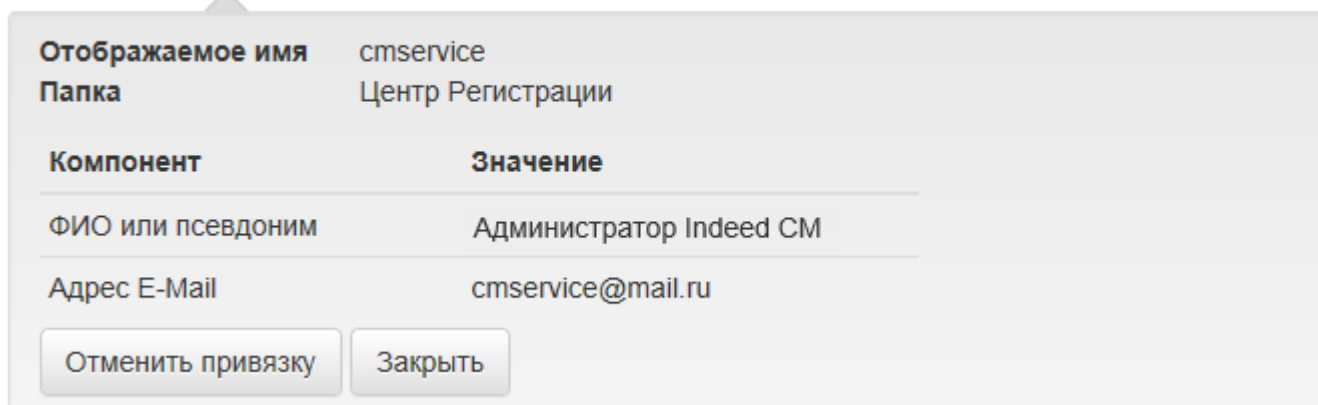 Отображаемое имя cmservice
Папка Центр Регистрации
Компонент Значение
ФИО или псевдоним Администратор Indeed CM
Адрес E-Mail cmservice@mail.ru
Отменить привязку Закрыть